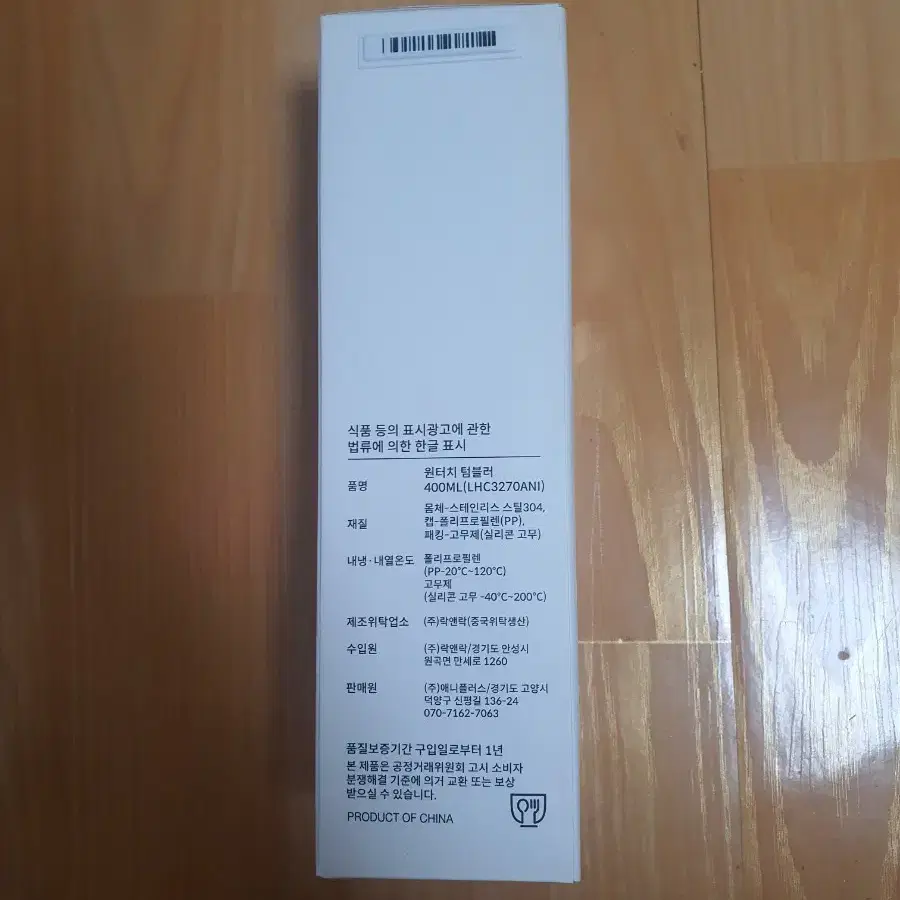 식품 등의 표시광고에 관한
법류에 의한 한글 표시
품명 원터치 텀블러
400ML(LHC3270ANI)
재질 몸체-스테인리스 스틸304,
캡-폴리프로필렌(PP),
패킹-고무제(실리콘 고무)
내냉·내열온도 폴리프로필렌
(PP-20°C~120°C)
고무제
(실리콘 고무 -40°C~200°C)
제조위탁업소 (주)락앤락(중국위탁생산)
수입원 (주)락앤락/경기도 안성시
원곡면 만세로 1260
판매원 (주)애니플러스/경기도 고양시
덕양구 신평길 136-24
070-7162-7063
품질보증기간 구입일로부터 1년
본 제품은 공정거래위원회 고시 소비자
분쟁해결 기준에 의거 교환 또는 보상
받으실 수 있습니다.
PRODUCT OF CHINA